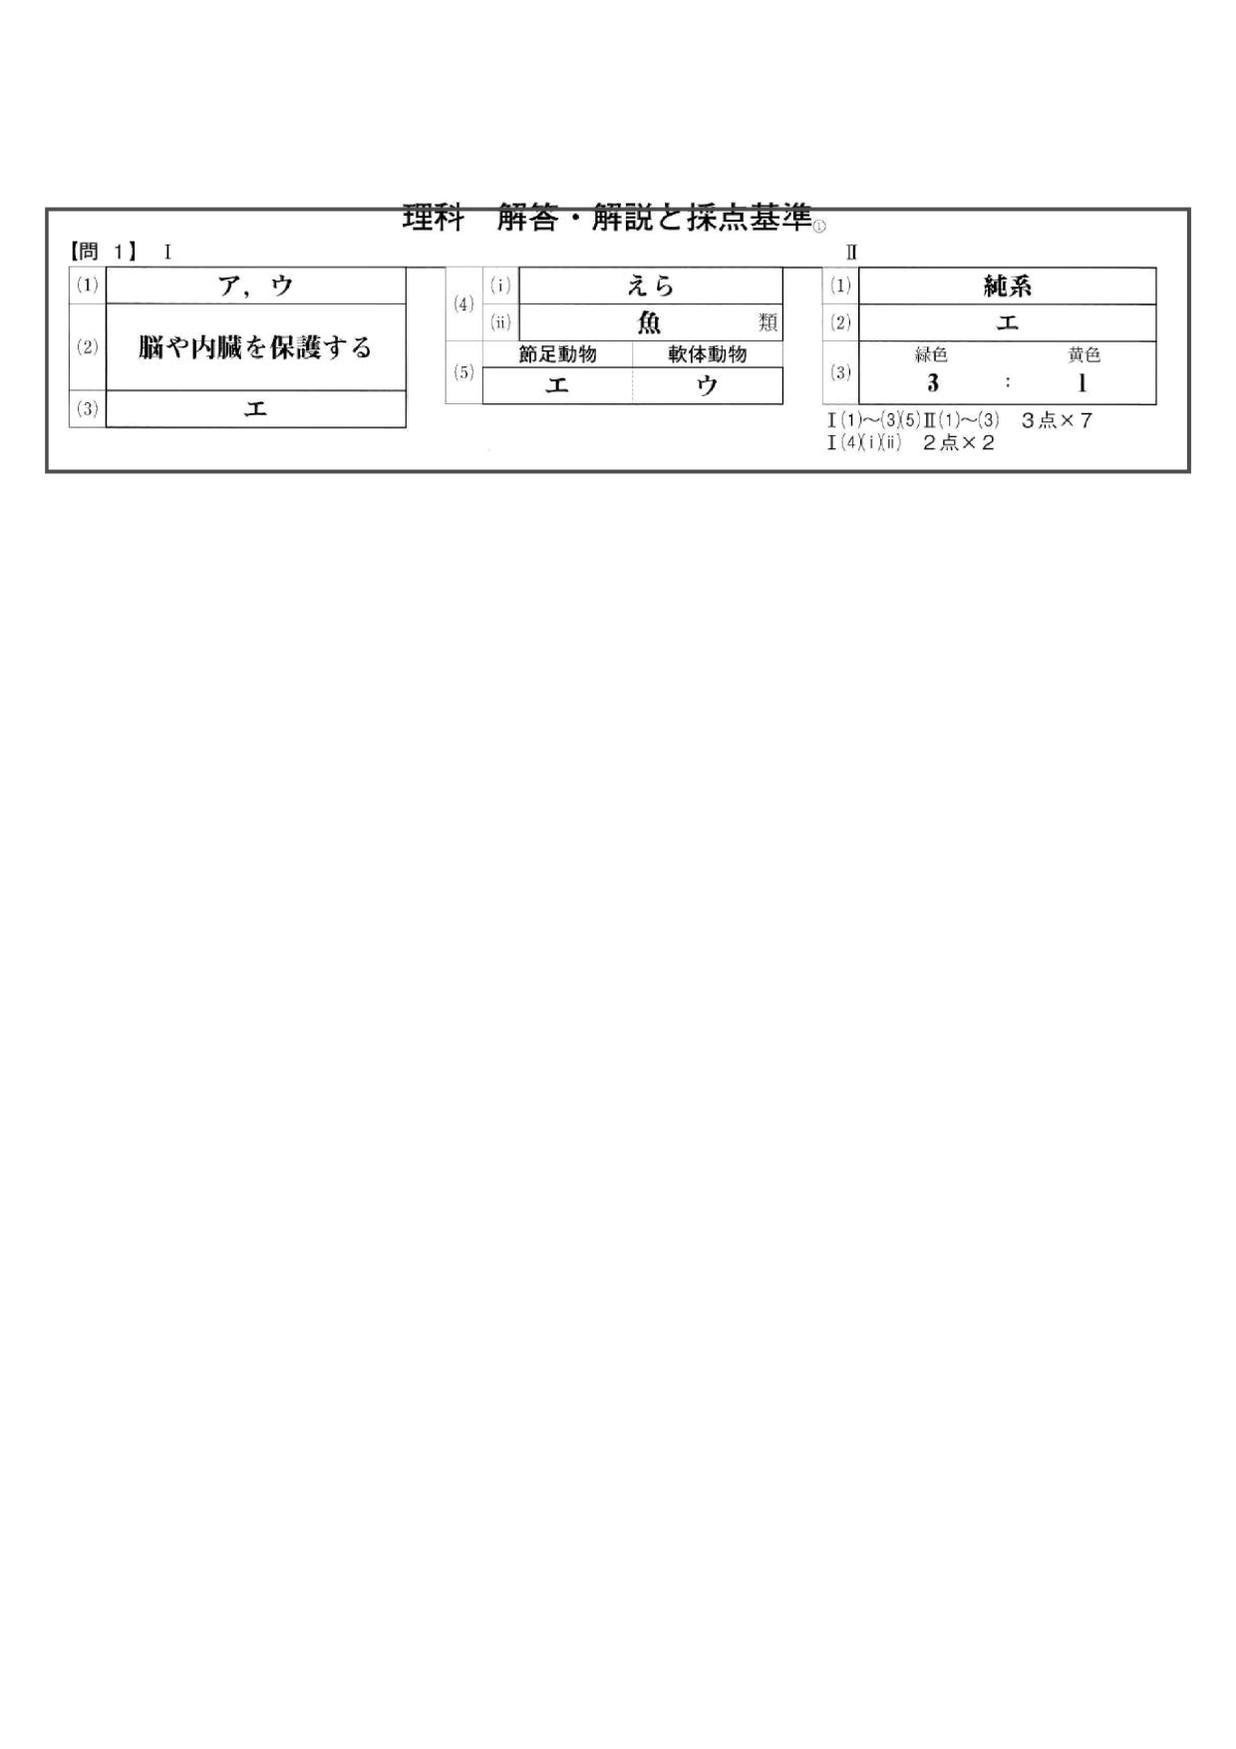 理科　解答・解説と採点基準①
【問 1】 Ⅰ
(1) ア，ウ
(2) 脳や内臓を保護する
(3) エ
(4) (i) えら
(ii) 魚 類
(5) 節足動物 軟体動物
エ ウ
Ⅱ
(1) 純系
(2) エ
(3) 緑色 黄色
3 : 1
Ⅰ(1)～(3)(5)Ⅱ(1)～(3)　3点×7
Ⅰ(4)(i)(ii)　2点×2